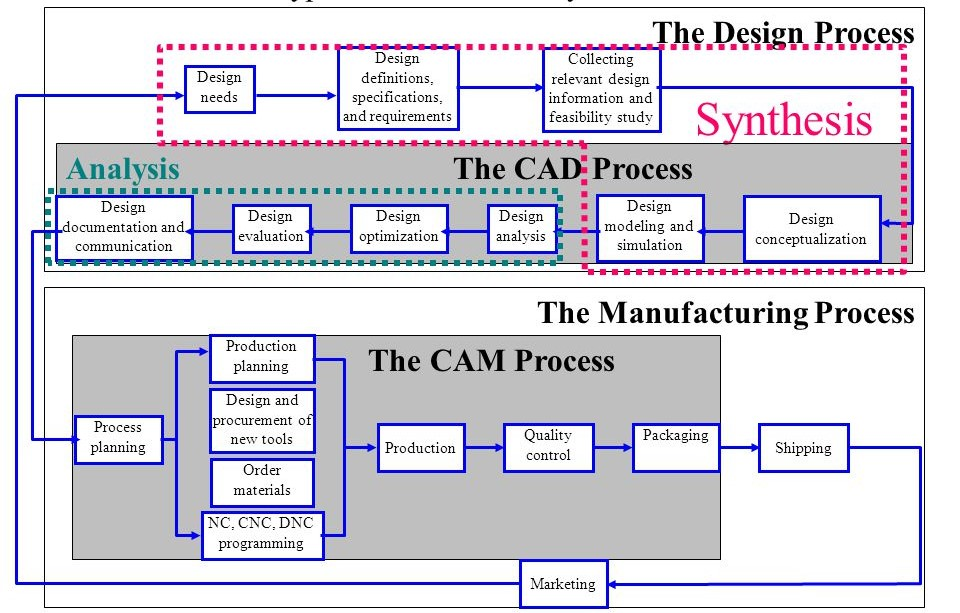 The Design Process
Design
needs
Design
definitions,
specifications,
and requirements
Collecting
relevant design
information and
feasibility study
Synthesis
Analysis
The CAD Process
Design
documentation and
communication
Design
evaluation
Design
optimization
Design
analysis
Design
modeling and
simulation
Design
conceptualization
The Manufacturing Process
The CAM Process
Process
planning
Production
planning
Design and
procurement of
new tools
Order
materials
NC, CNC, DNC
programming
Production
Quality
control
Packaging
Shipping
Marketing